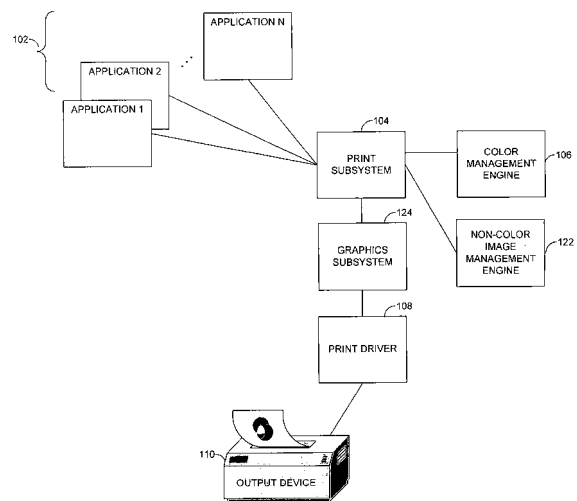 APPLICATION N
102
APPLICATION 2
APPLICATION 1
104
PRINT
SUBSYSTEM
COLOR
MANAGEMENT
ENGINE
106
124
GRAPHICS
SUBSYSTEM
NON-COLOR
IMAGE
MANAGEMENT
ENGINE
122
108
PRINT DRIVER
110
OUTPUT DEVICE